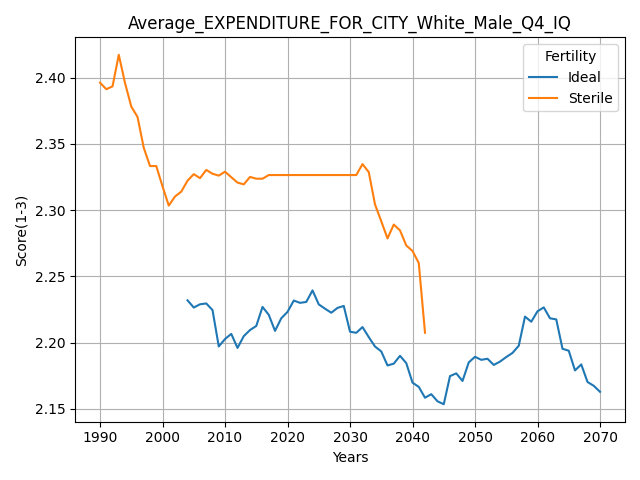 Average_EXPENDITURE_FOR_CITY_White_Male_Q4_IQ
Fertility
Ideal
Sterile
2.40
2.35
2.30
2.25
2.20
2.15
Score(1-3)
1990 2000 2010 2020 2030 2040 2050 2060 2070
Years